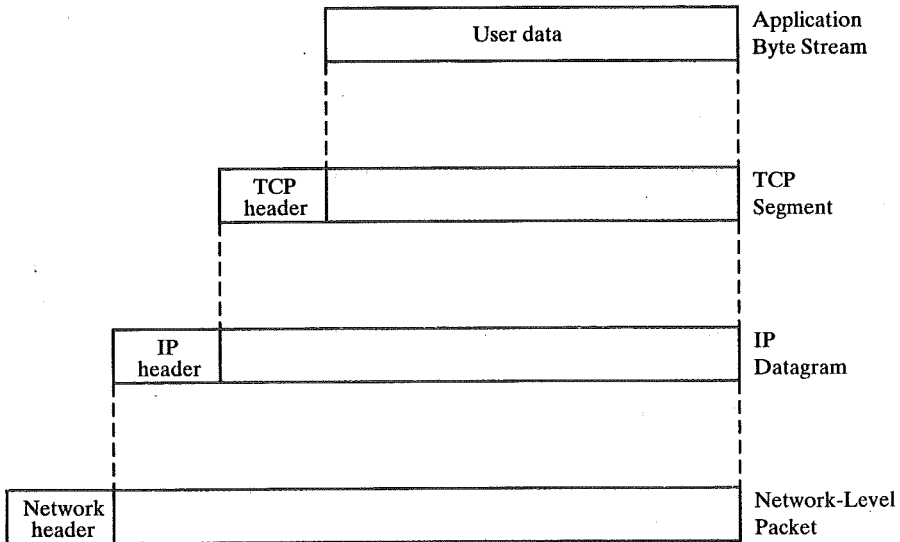 User data
Application
Byte Stream
TCP
header
TCP
Segment
IP
header
IP
Datagram
Network
header
Network-Level
Packet